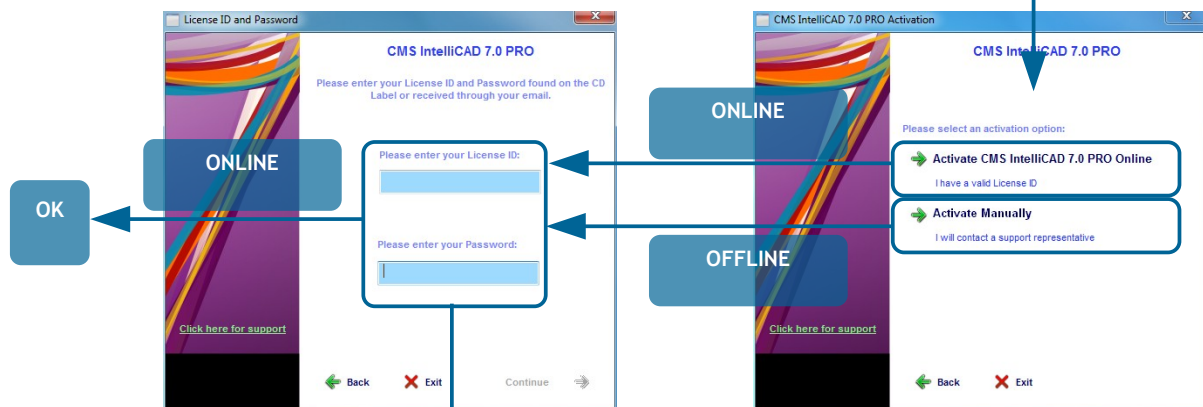 License ID and Password
CMS IntelliCAD 7.0 PRO
Please enter your License ID and Password found on the CD
Label or received through your email.
ONLINE
Please enter your License ID:
OK
Please enter your Password:
Click here for support
Back
Exit
Continue
CMS IntelliCAD 7.0 PRO Activation
CMS IntelliCAD 7.0 PRO
ONLINE
Please select an activation option:
Activate CMS IntelliCAD 7.0 PRO Online
I have a valid License ID
Activate Manually
I will contact a support representative
OFFLINE
Click here for support
Back
Exit